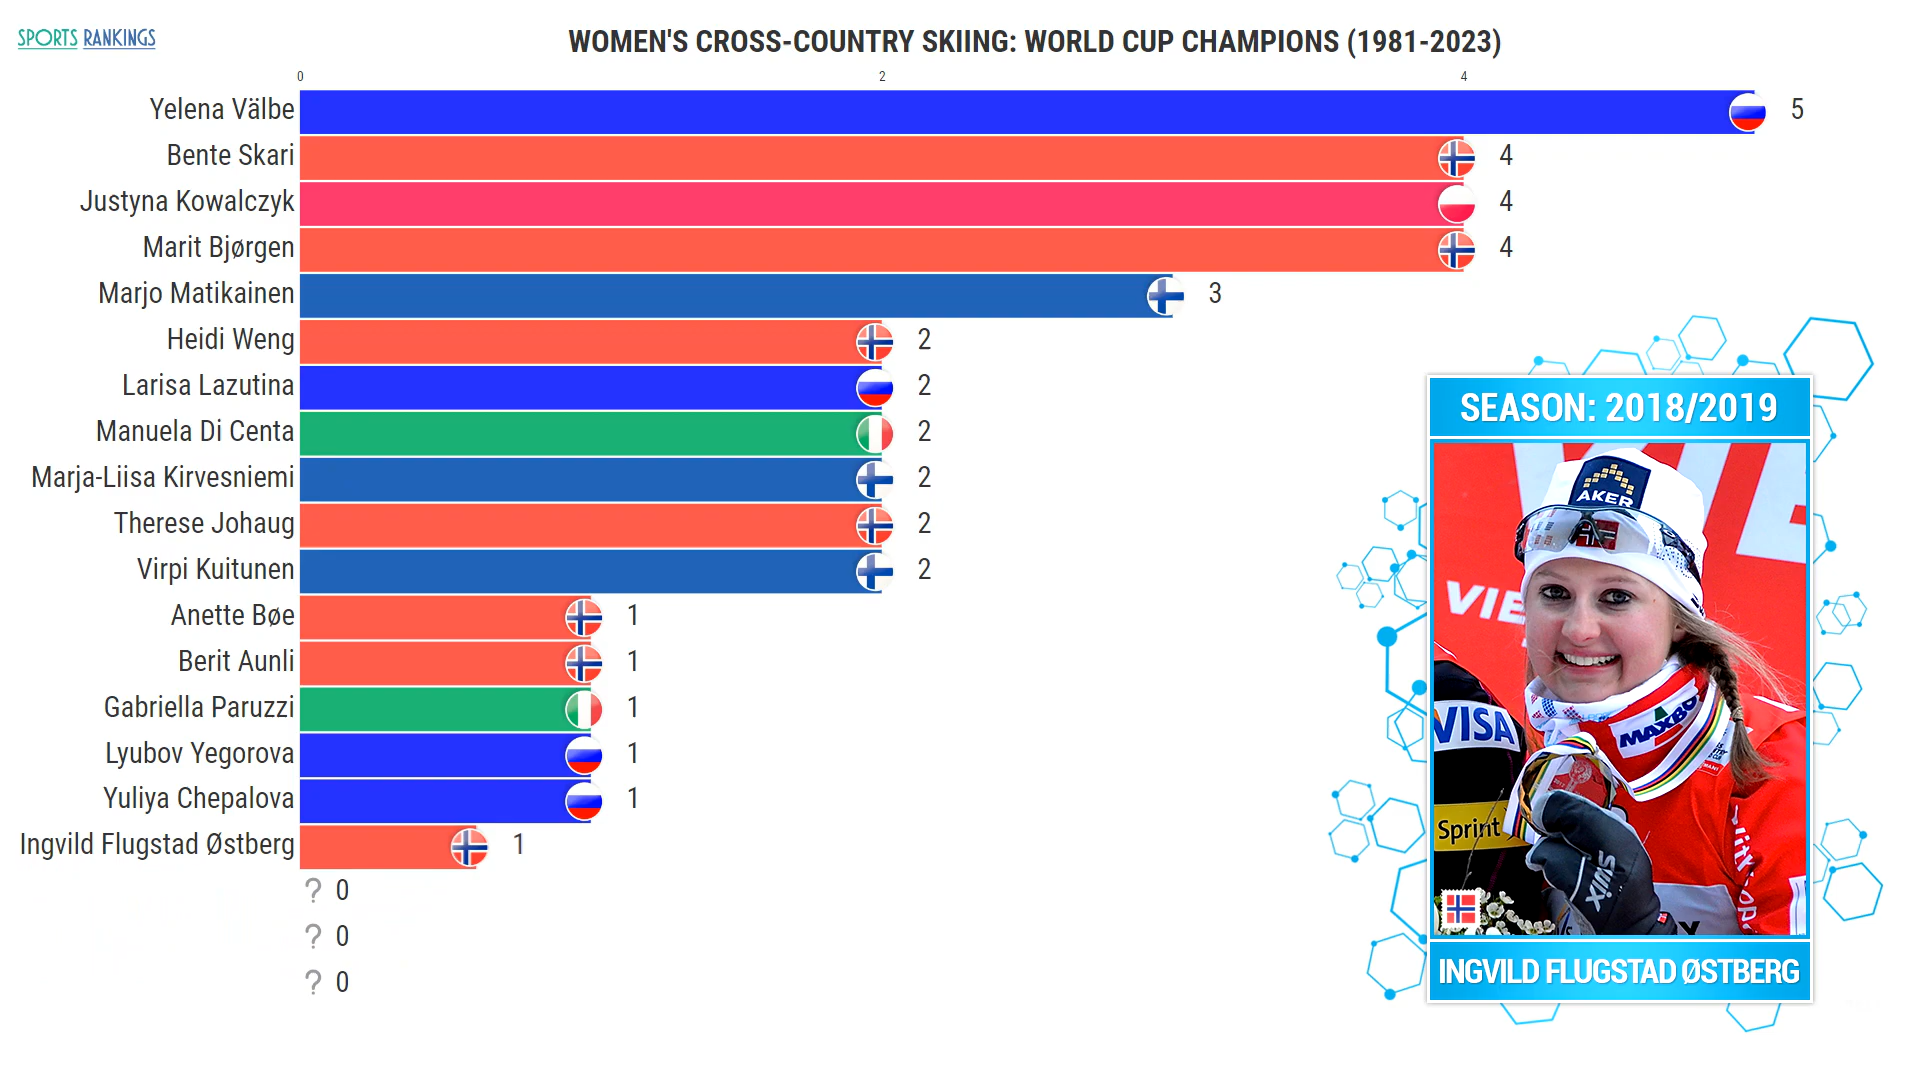 SPORTS RANKINGS
WOMEN'S CROSS-COUNTRY SKIING: WORLD CUP CHAMPIONS (1981-2023)
0 2 4
Yelena Välbe 5
Bente Skari 4
Justyna Kowalczyk 4
Marit Bjørgen 4
Marjo Matikainen 3
Heidi Weng 2
Larisa Lazutina 2
Manuela Di Centa 2
Marja-Liisa Kirvesniemi 2
Therese Johaug 2
Virpi Kuitunen 2
Anette Bøe 1
Berit Aunli 1
Gabriella Paruzzi 1
Lyubov Yegorova 1
Yuliya Chepalova 1
Ingvild Flugstad Østberg 1
? 0
? 0
? 0
SEASON: 2018/2019
AKER
VIE
VISA
MAXBO
Sprint
SWIX
INGVILD FLUGSTAD ØSTBERG